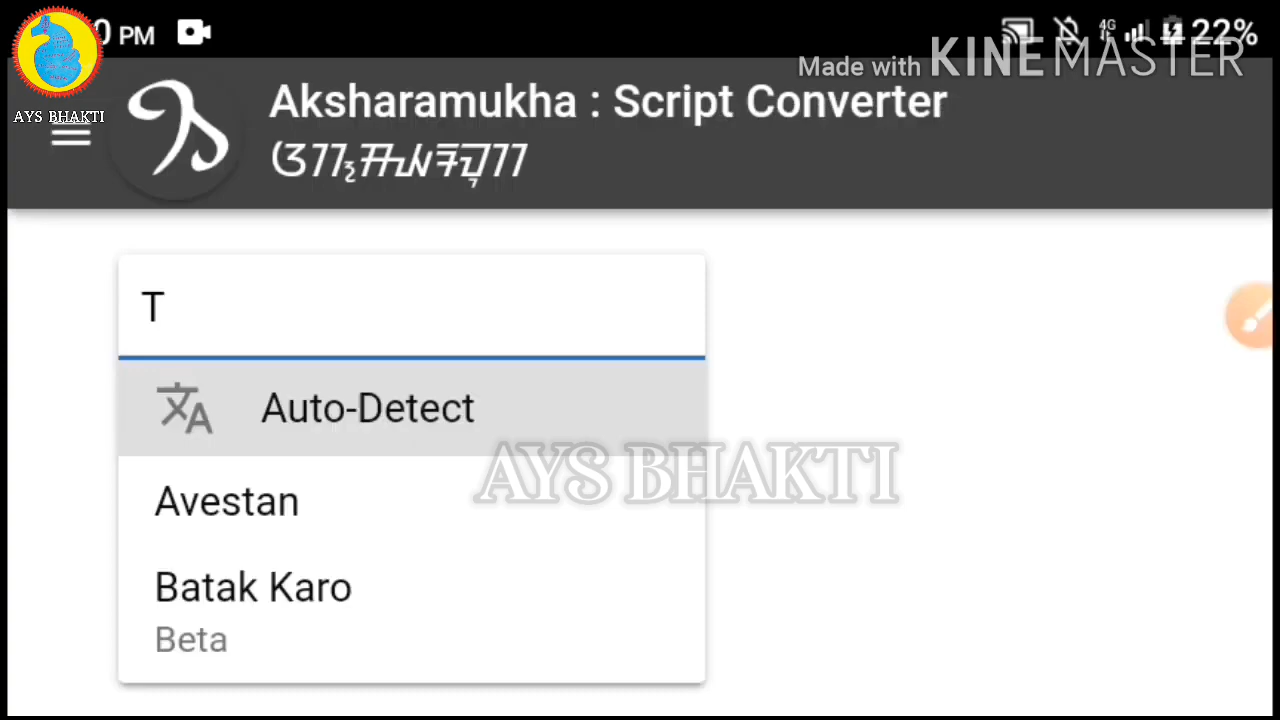 PM
22%
4G
Made with KINEMASTER
AYS BHAKTI
Aksharamukha : Script Converter
T
Auto-Detect
AYS BHAKTI
Avestan
Batak Karo
Beta